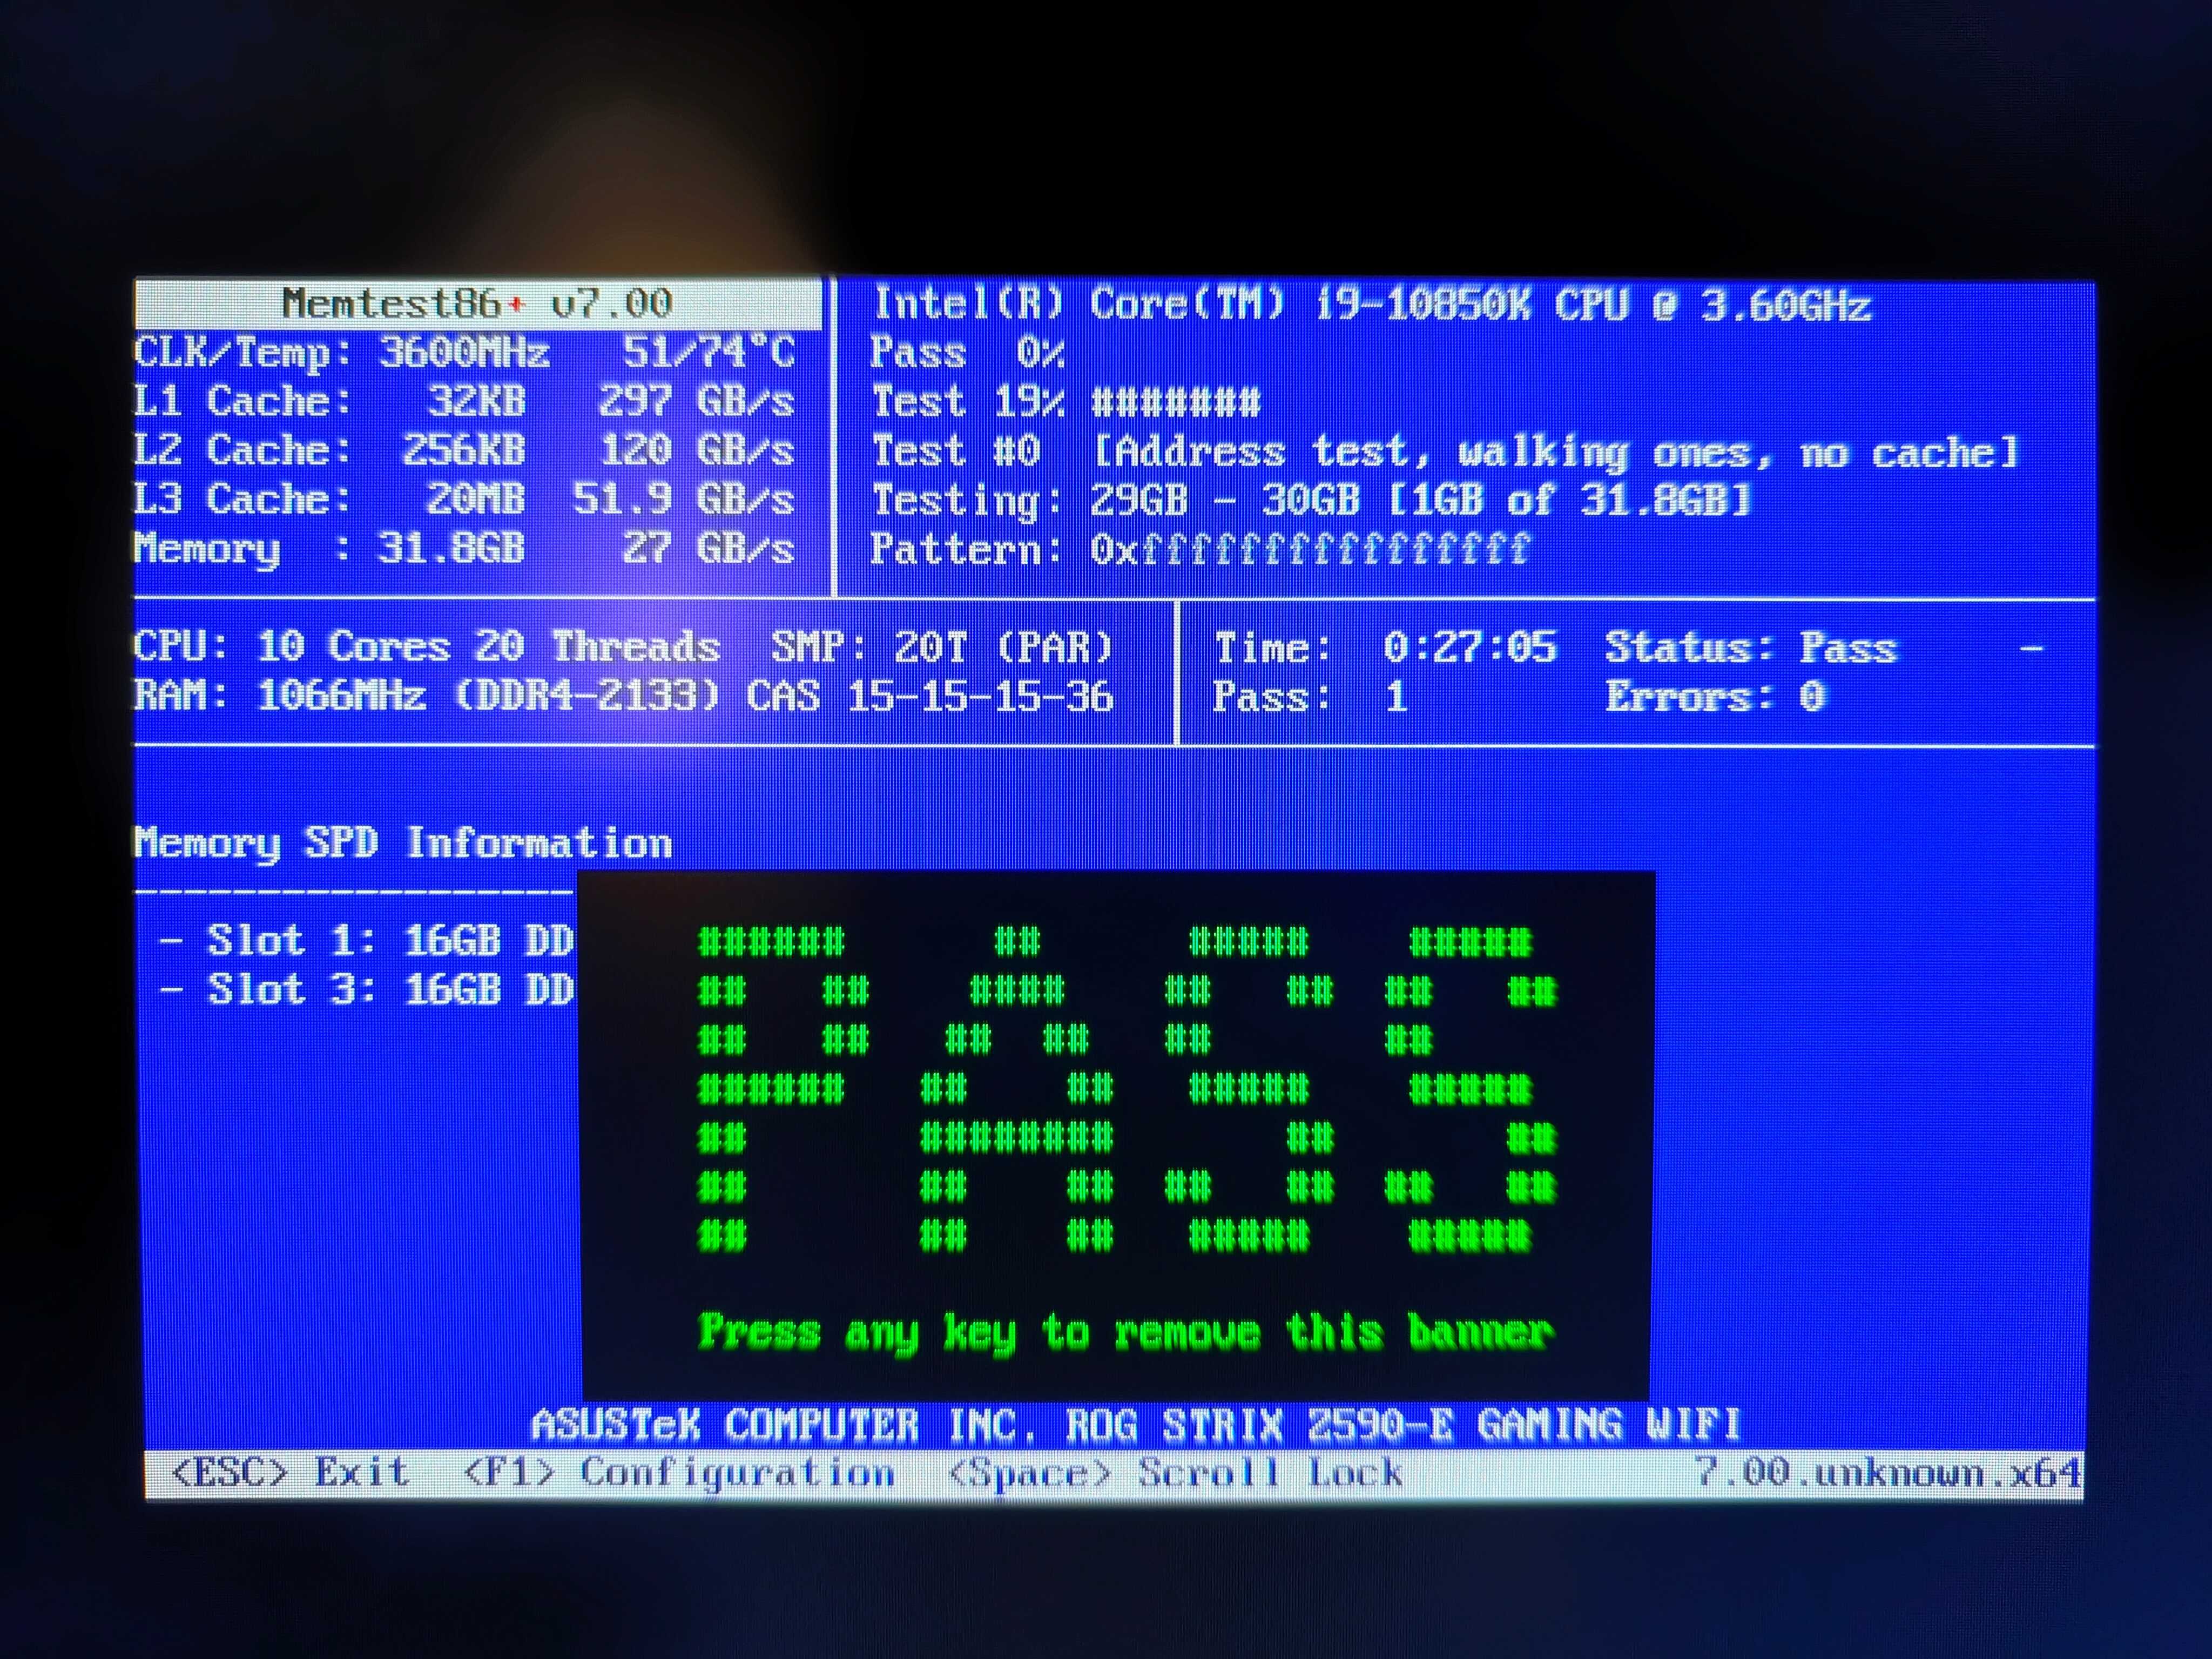 Memtest86+ v7.00
Intel(R) Core(TM) i9-10850K CPU @ 3.60GHz
CLK/Temp: 3600MHz 51/74°C
Pass 0%
L1 Cache: 32KB 297 GB/s
Test 19% #######
L2 Cache: 256KB 120 GB/s
Test #0 [Address test, walking ones, no cache]
L3 Cache: 20MB 51.9 GB/s
Testing: 29GB - 30GB [1GB of 31.8GB]
Memory : 31.8GB 27 GB/s
Pattern: 0xffffffffffffffff
CPU: 10 Cores 20 Threads SMP: 20T (PAR)
Time: 0:27:05 Status: Pass -
RAM: 1066MHz (DDR4-2133) CAS 15-15-15-36
Pass: 1 Errors: 0
Memory SPD Information
------------------
- Slot 1: 16GB DD
- Slot 3: 16GB DD
PASS
Press any key to remove this banner
ASUSTeK COMPUTER INC. ROG STRIX Z590-E GAMING WIFI
<ESC> Exit <F1> Configuration <Space> Scroll Lock 7.00.unknown.x64